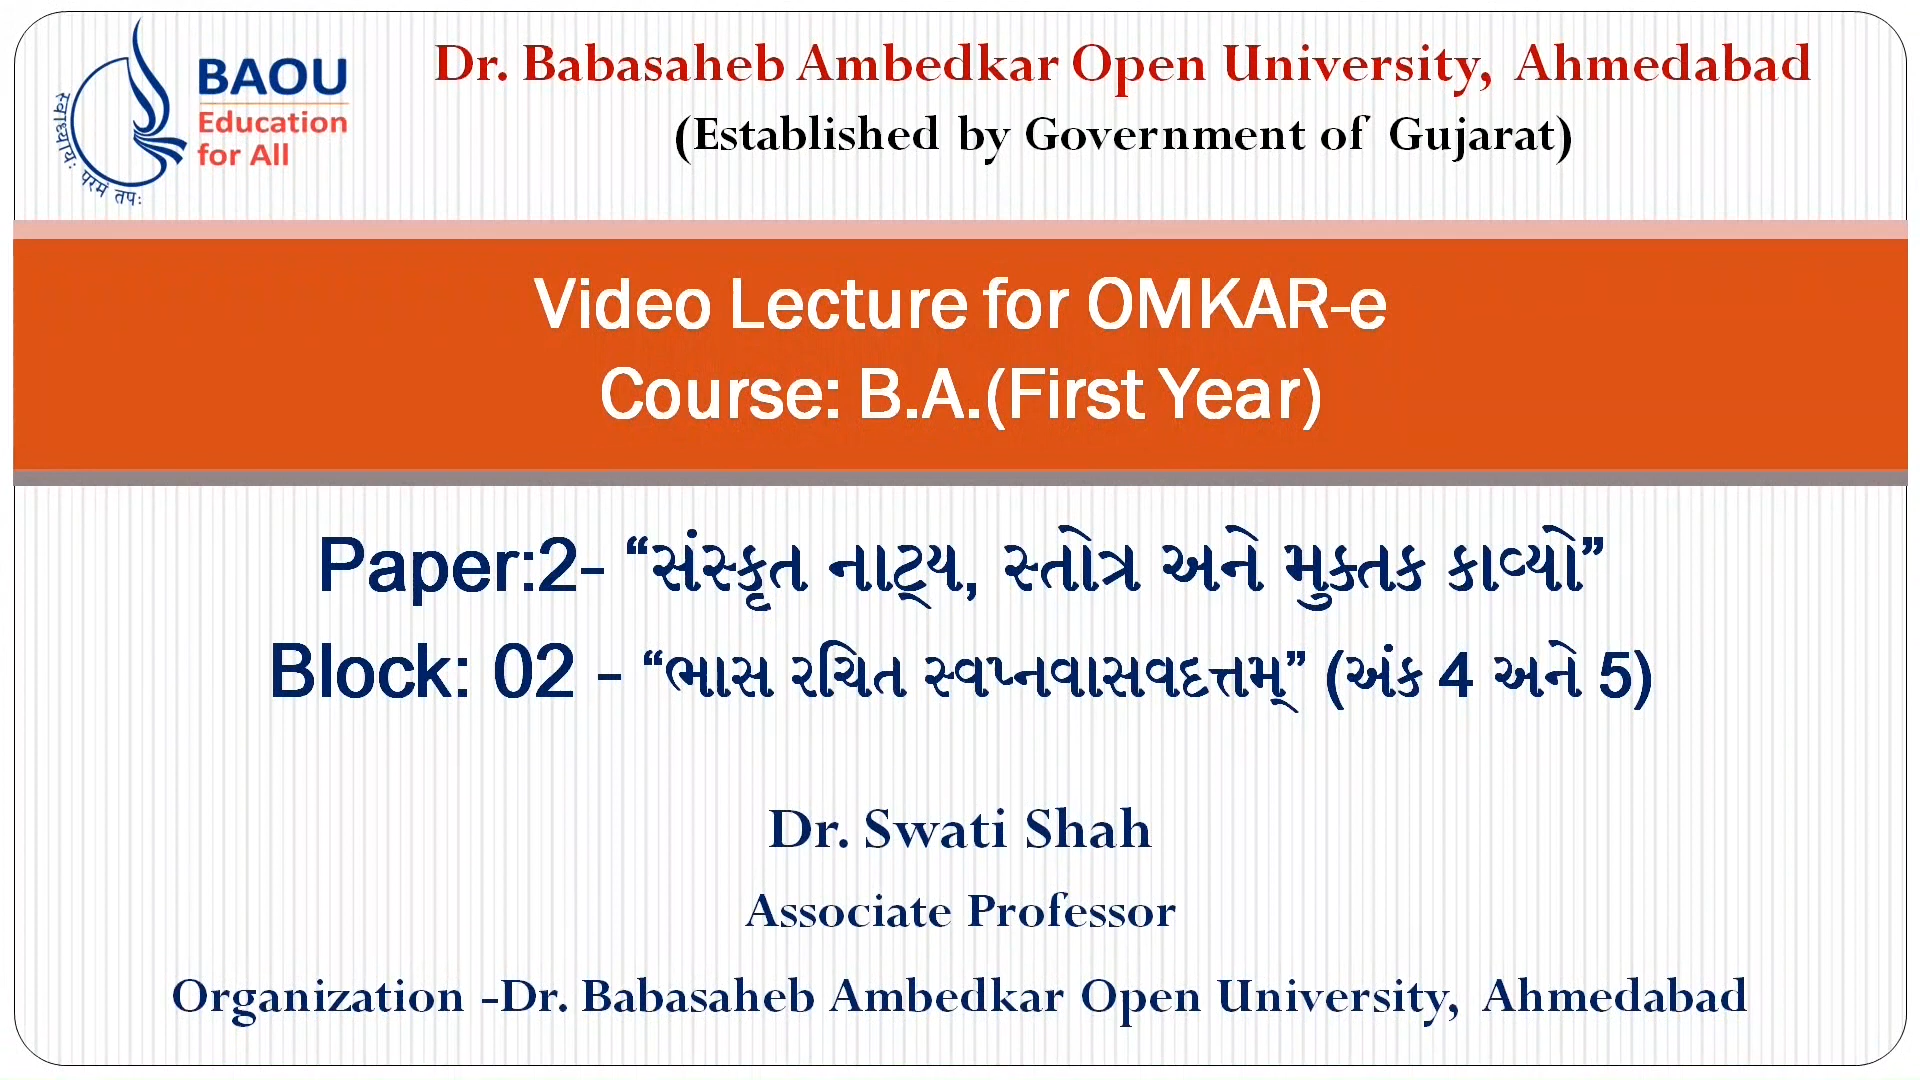 स्वाध्यायः परमं तपः
BAOU
Education
for All
Dr. Babasaheb Ambedkar Open University, Ahmedabad
(Established by Government of Gujarat)
Video Lecture for OMKAR-e
Course: B.A.(First Year)
Paper:2- “સંસ્કૃત નાટ્ય, સ્તોત્ર અને મુક્તક કાવ્યો”
Block: 02 - “ભાસ રચિત સ્વપ્નવાસવદત્તમ્” (અંક 4 અને 5)
Dr. Swati Shah
Associate Professor
Organization -Dr. Babasaheb Ambedkar Open University, Ahmedabad